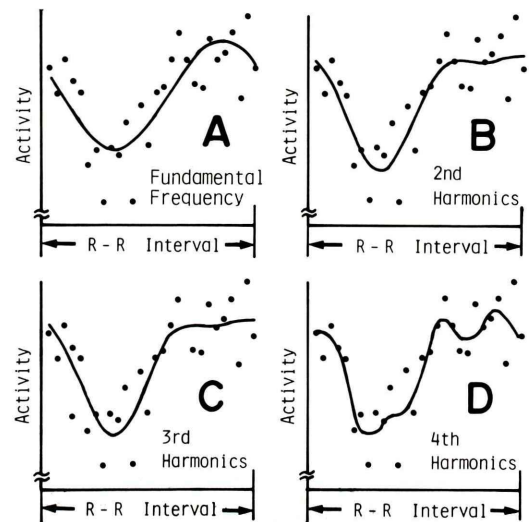 Activity
A
Fundamental
Frequency
R - R Interval
Activity
B
2nd
Harmonics
R - R Interval
Activity
C
3rd
Harmonics
R - R Interval
Activity
D
4th
Harmonics
R - R Interval